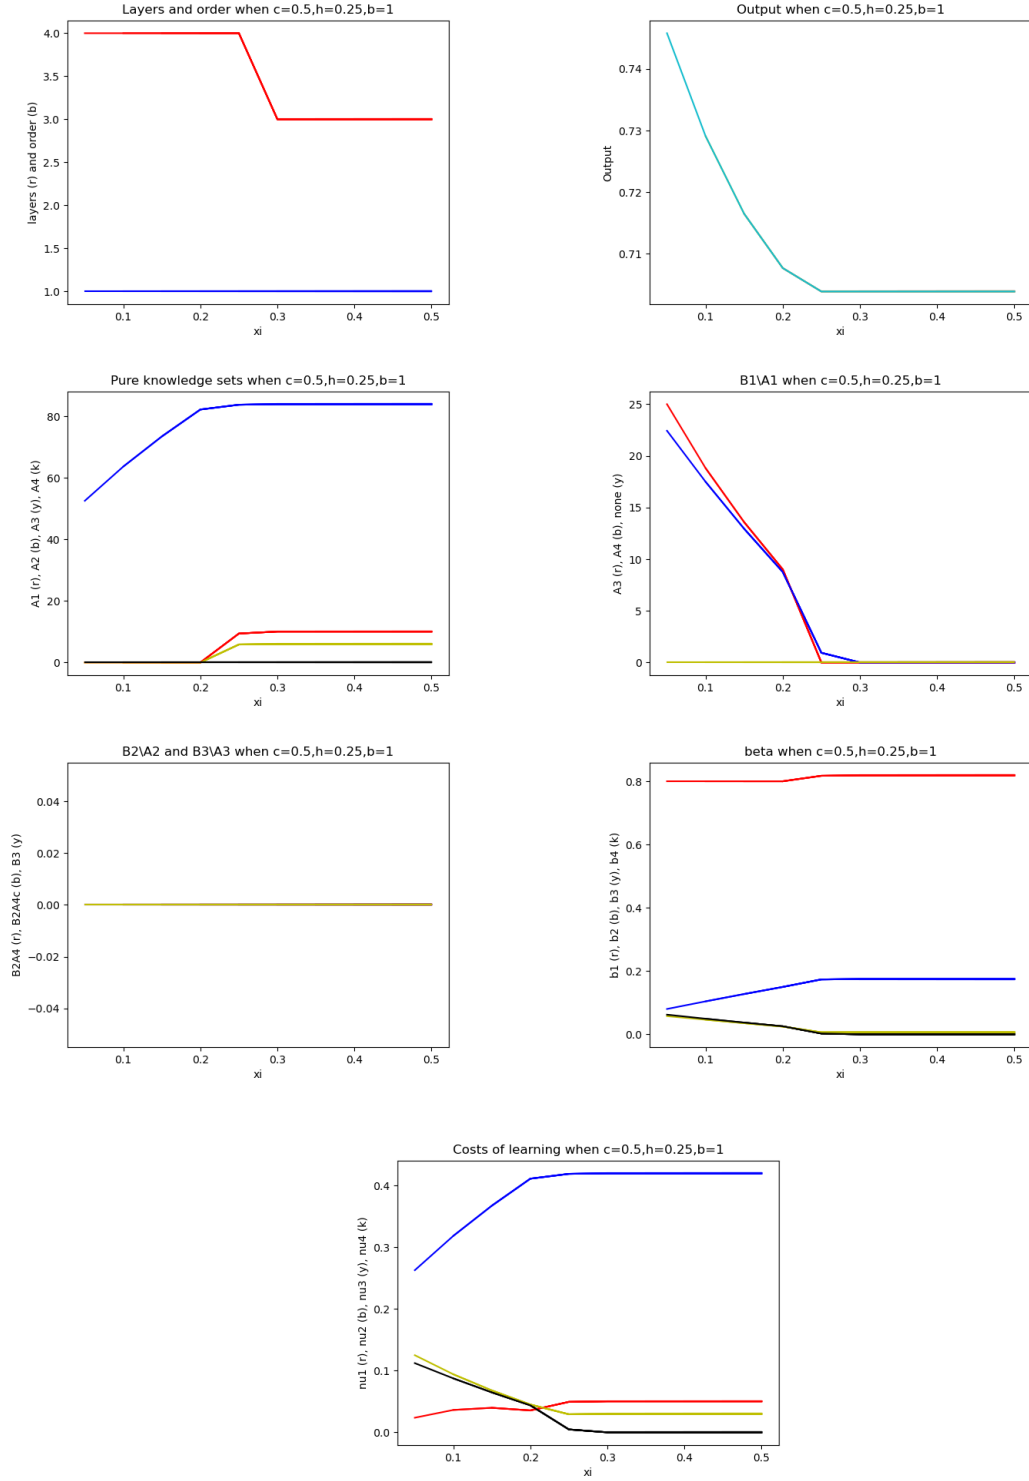 Layers and order when c=0.5,h=0.25,b=1
layers (r) and order (b)
4.0
3.5
3.0
2.5
2.0
1.5
1.0
0.1 0.2 0.3 0.4 0.5
xi
Output when c=0.5,h=0.25,b=1
Output
0.74
0.73
0.72
0.71
0.1 0.2 0.3 0.4 0.5
xi
Pure knowledge sets when c=0.5,h=0.25,b=1
A1 (r), A2 (b), A3 (y), A4 (k)
80
60
40
20
0
0.1 0.2 0.3 0.4 0.5
xi
B1\A1 when c=0.5,h=0.25,b=1
A3 (r), A4 (b), none (y)
25
20
15
10
5
0
0.1 0.2 0.3 0.4 0.5
xi
B2\A2 and B3\A3 when c=0.5,h=0.25,b=1
B2A4 (r), B2A4c (b), B3 (y)
0.04
0.02
0.00
−0.02
−0.04
0.1 0.2 0.3 0.4 0.5
xi
beta when c=0.5,h=0.25,b=1
b1 (r), b2 (b), b3 (y), b4 (k)
0.8
0.6
0.4
0.2
0.0
0.1 0.2 0.3 0.4 0.5
xi
Costs of learning when c=0.5,h=0.25,b=1
nu1 (r), nu2 (b), nu3 (y), nu4 (k)
0.4
0.3
0.2
0.1
0.0
0.1 0.2 0.3 0.4 0.5
xi